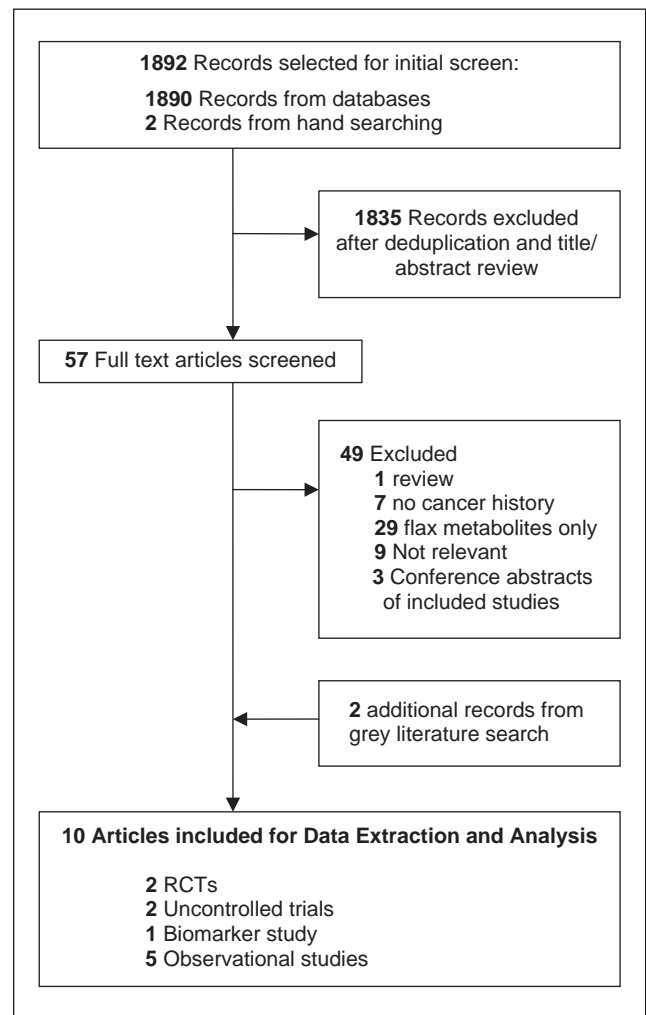 1892 Records selected for initial screen:
1890 Records from databases
2 Records from hand searching
1835 Records excluded
after deduplication and title/
abstract review
57 Full text articles screened
49 Excluded
1 review
7 no cancer history
29 flax metabolites only
9 Not relevant
3 Conference abstracts
of included studies
2 additional records from
grey literature search
10 Articles included for Data Extraction and Analysis
2 RCTs
2 Uncontrolled trials
1 Biomarker study
5 Observational studies